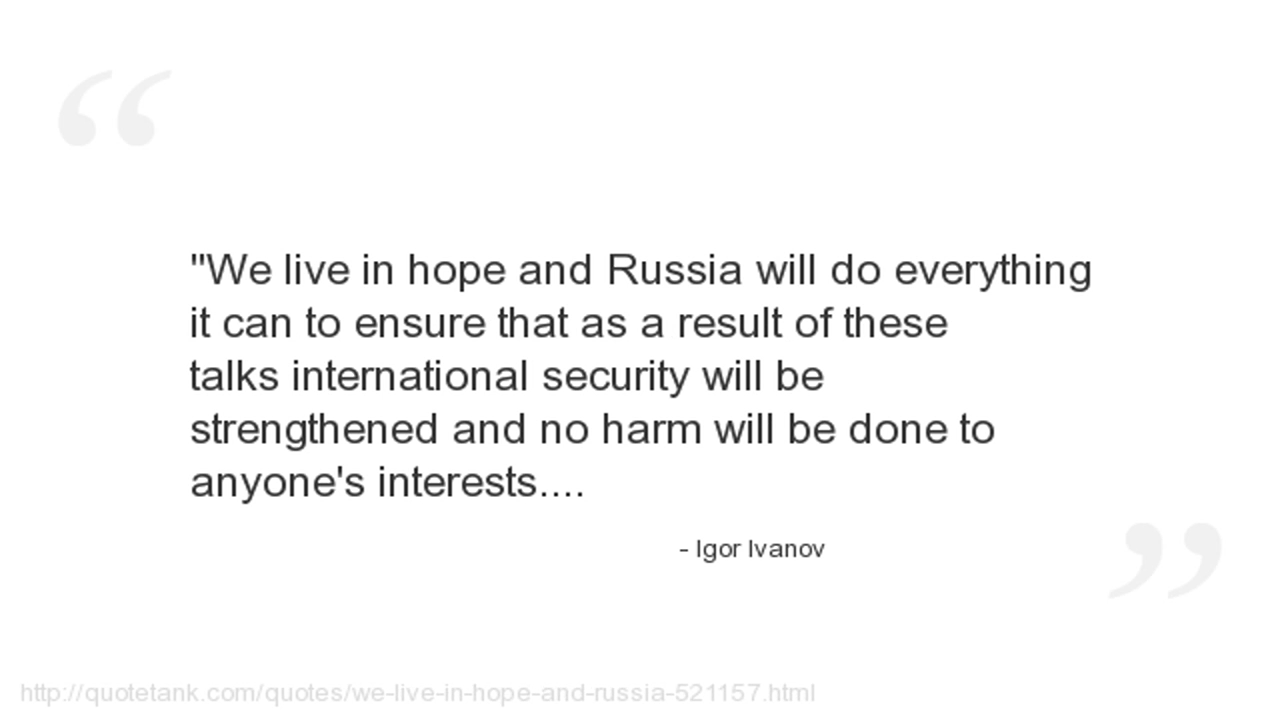 "We live in hope and Russia will do everything
it can to ensure that as a result of these
talks international security will be
strengthened and no harm will be done to
anyone's interests....
- Igor Ivanov
http://quotetank.com/quotes/we-live-in-hope-and-russia-521157.html